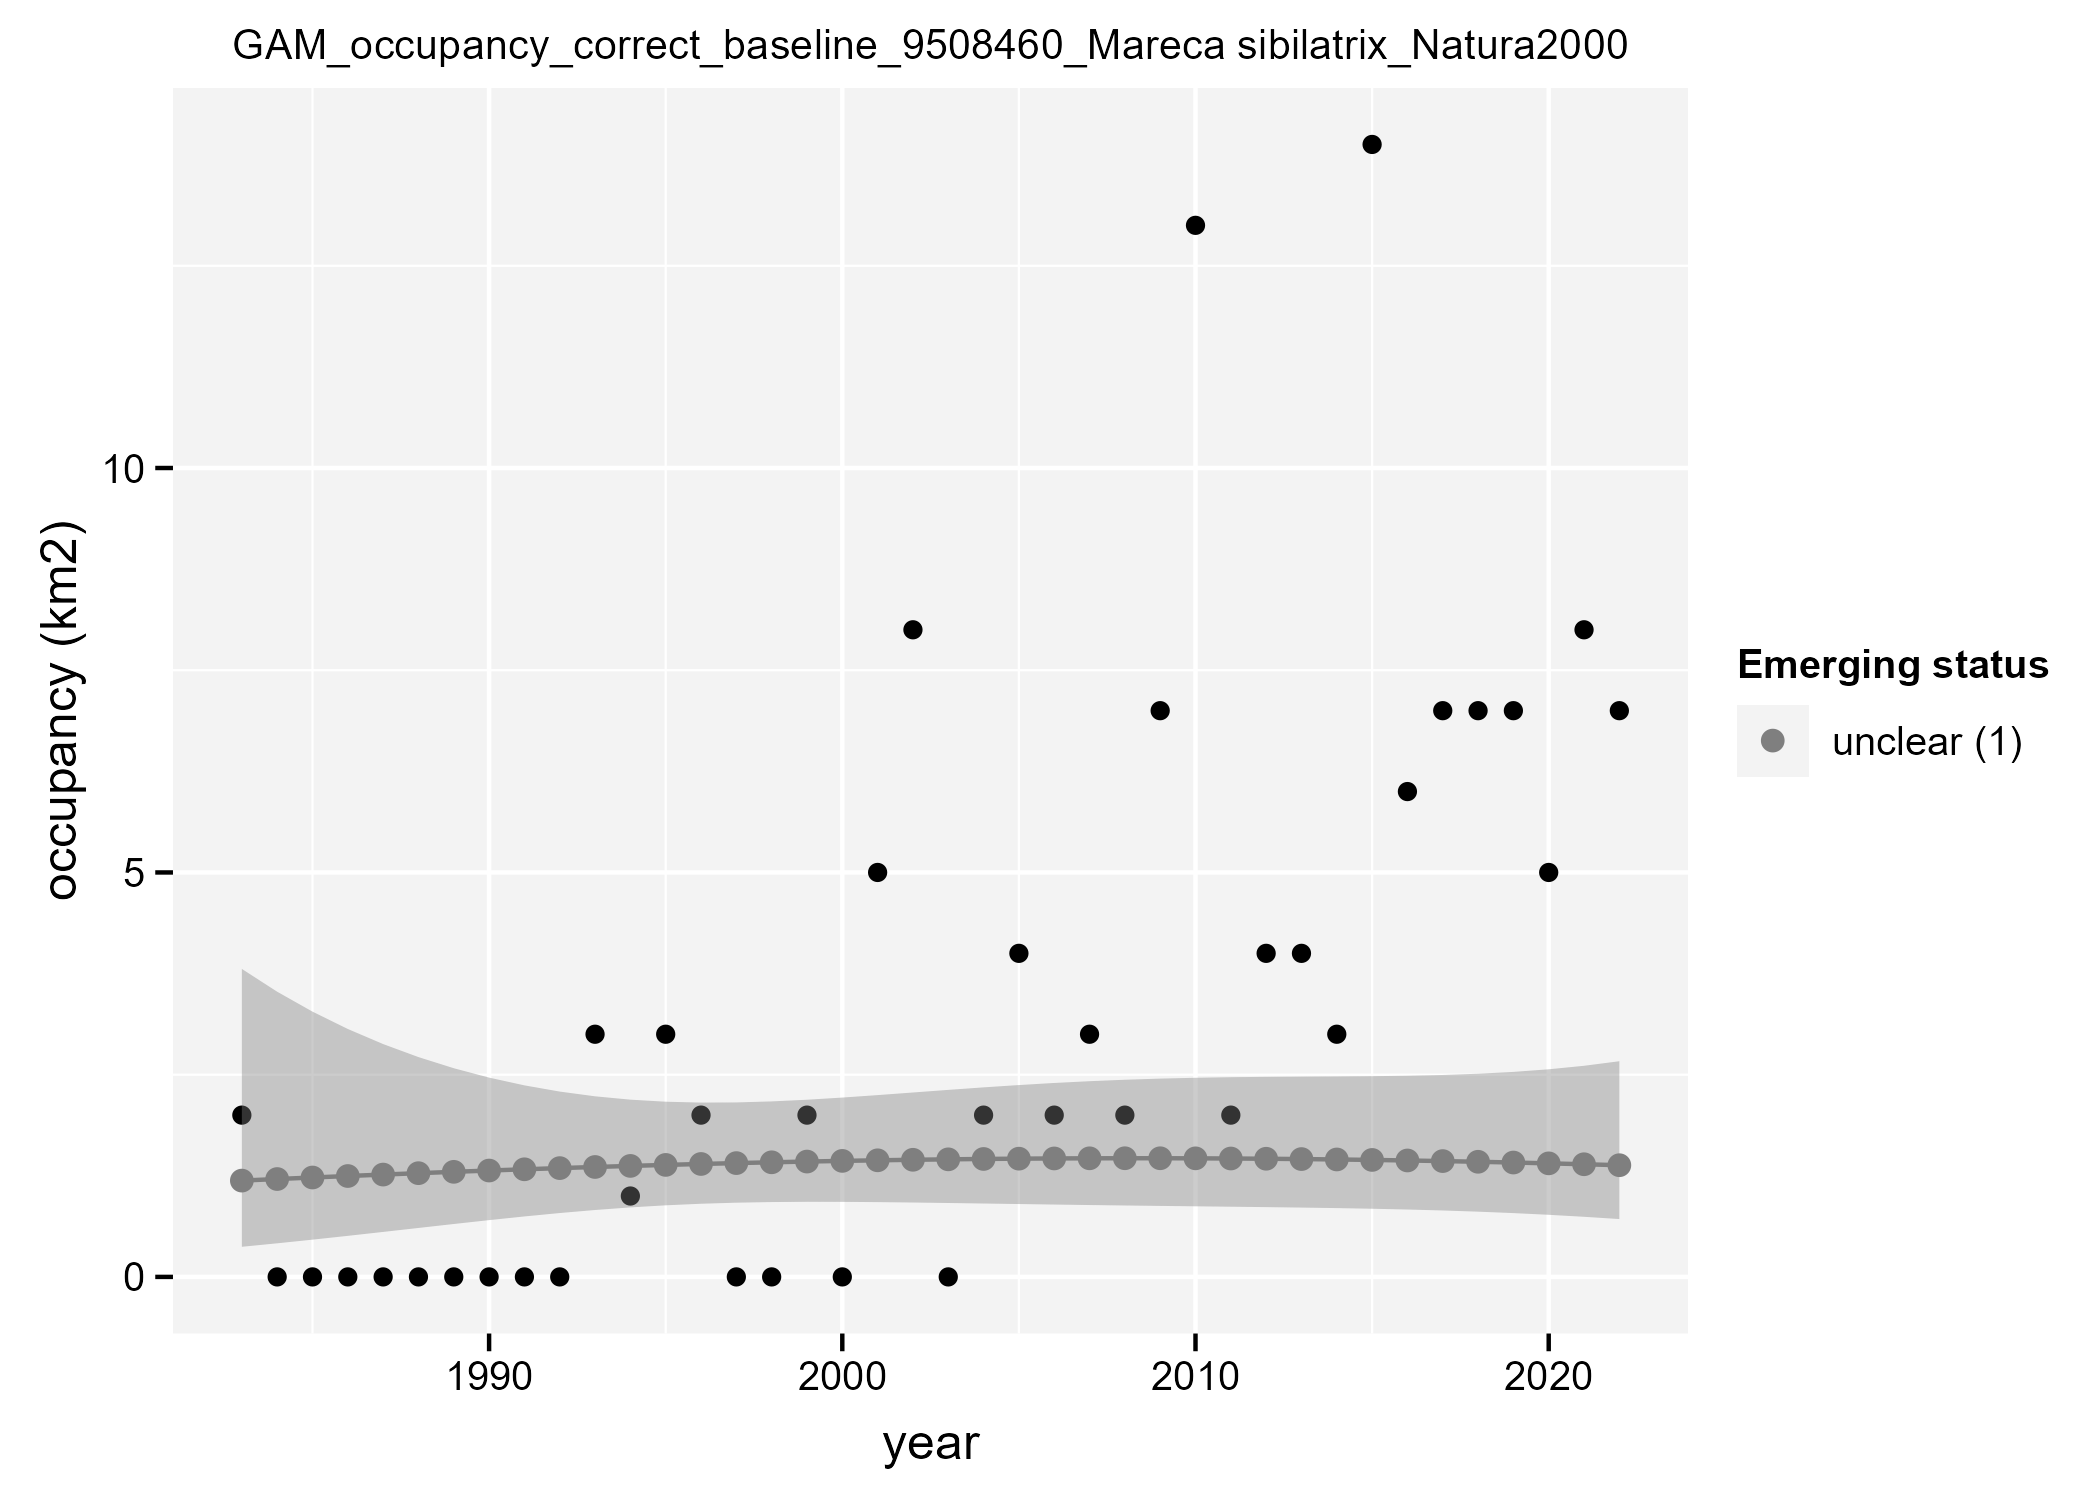 GAM_occupancy_correct_baseline_9508460_Mareca sibilatrix_Natura2000
occupancy (km2)
10
5
0
1990
2000
2010
2020
year
Emerging status
unclear (1)